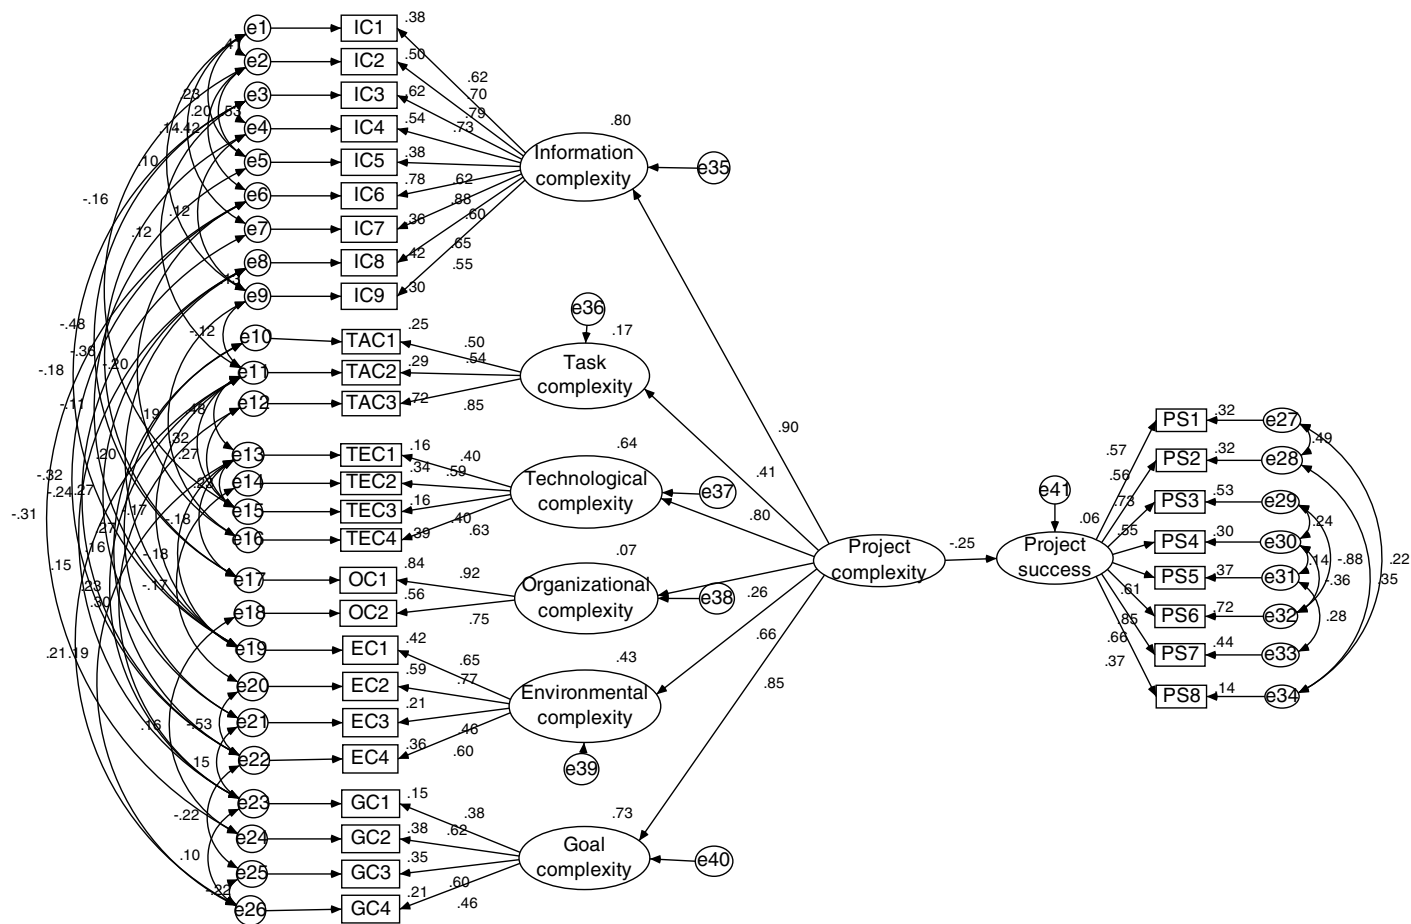 e1 IC1 .38
e2 IC2 .50
e3 IC3 .62
e4 IC4 .54
e5 IC5 .38
e6 IC6 .78
e7 IC7 .36
e8 IC8 .42
e9 IC9 .30
.62
.70
.79
.73
.62
.88
.60
.65
.55
.80
Information
complexity
e35
e10 TAC1 .25
e11 TAC2 .29
e12 TAC3 .72
.50
.54
.85
e36
.17
Task
complexity
e13 TEC1 .16
e14 TEC2 .34
e15 TEC3 .16
e16 TEC4 .39
.40
.59
.40
.63
.64
Technological
complexity
e37
e17 OC1 .84
e18 OC2 .56
.92
.75
.07
Organizational
complexity
e38
e19 EC1 .42
e20 EC2 .59
e21 EC3 .21
e22 EC4 .36
.65
.77
.46
.60
.43
Environmental
complexity
e39
e23 GC1 .15
e24 GC2 .38
e25 GC3 .35
e26 GC4 .21
.38
.62
.60
.46
.73
Goal
complexity
e40
.90
.41
.80
.26
.66
.85
Project
complexity
-.25
e41
.06
Project
success
.57
.56
.73
.55
.61
.85
.66
.37
PS1 .32 e27
PS2 .32 e28
PS3 .53 e29
PS4 .30 e30
PS5 .37 e31
PS6 .72 e32
PS7 .44 e33
PS8 .14 e34
.49
.24
.14
-.88
-.36
.35
.22
.28
.23
.20
.53
.14
.42
.10
-.16
.12
.12
-.12
-.48
-.36
-.20
-.18
-.11
.19
.48
.32
.27
.20
-.32
-.24
.27
-.31
.17
-.18
.27
.16
-.18
.15
-.17
.23
.30
.21
.19
.16
-.53
.15
-.22
.10
-.22